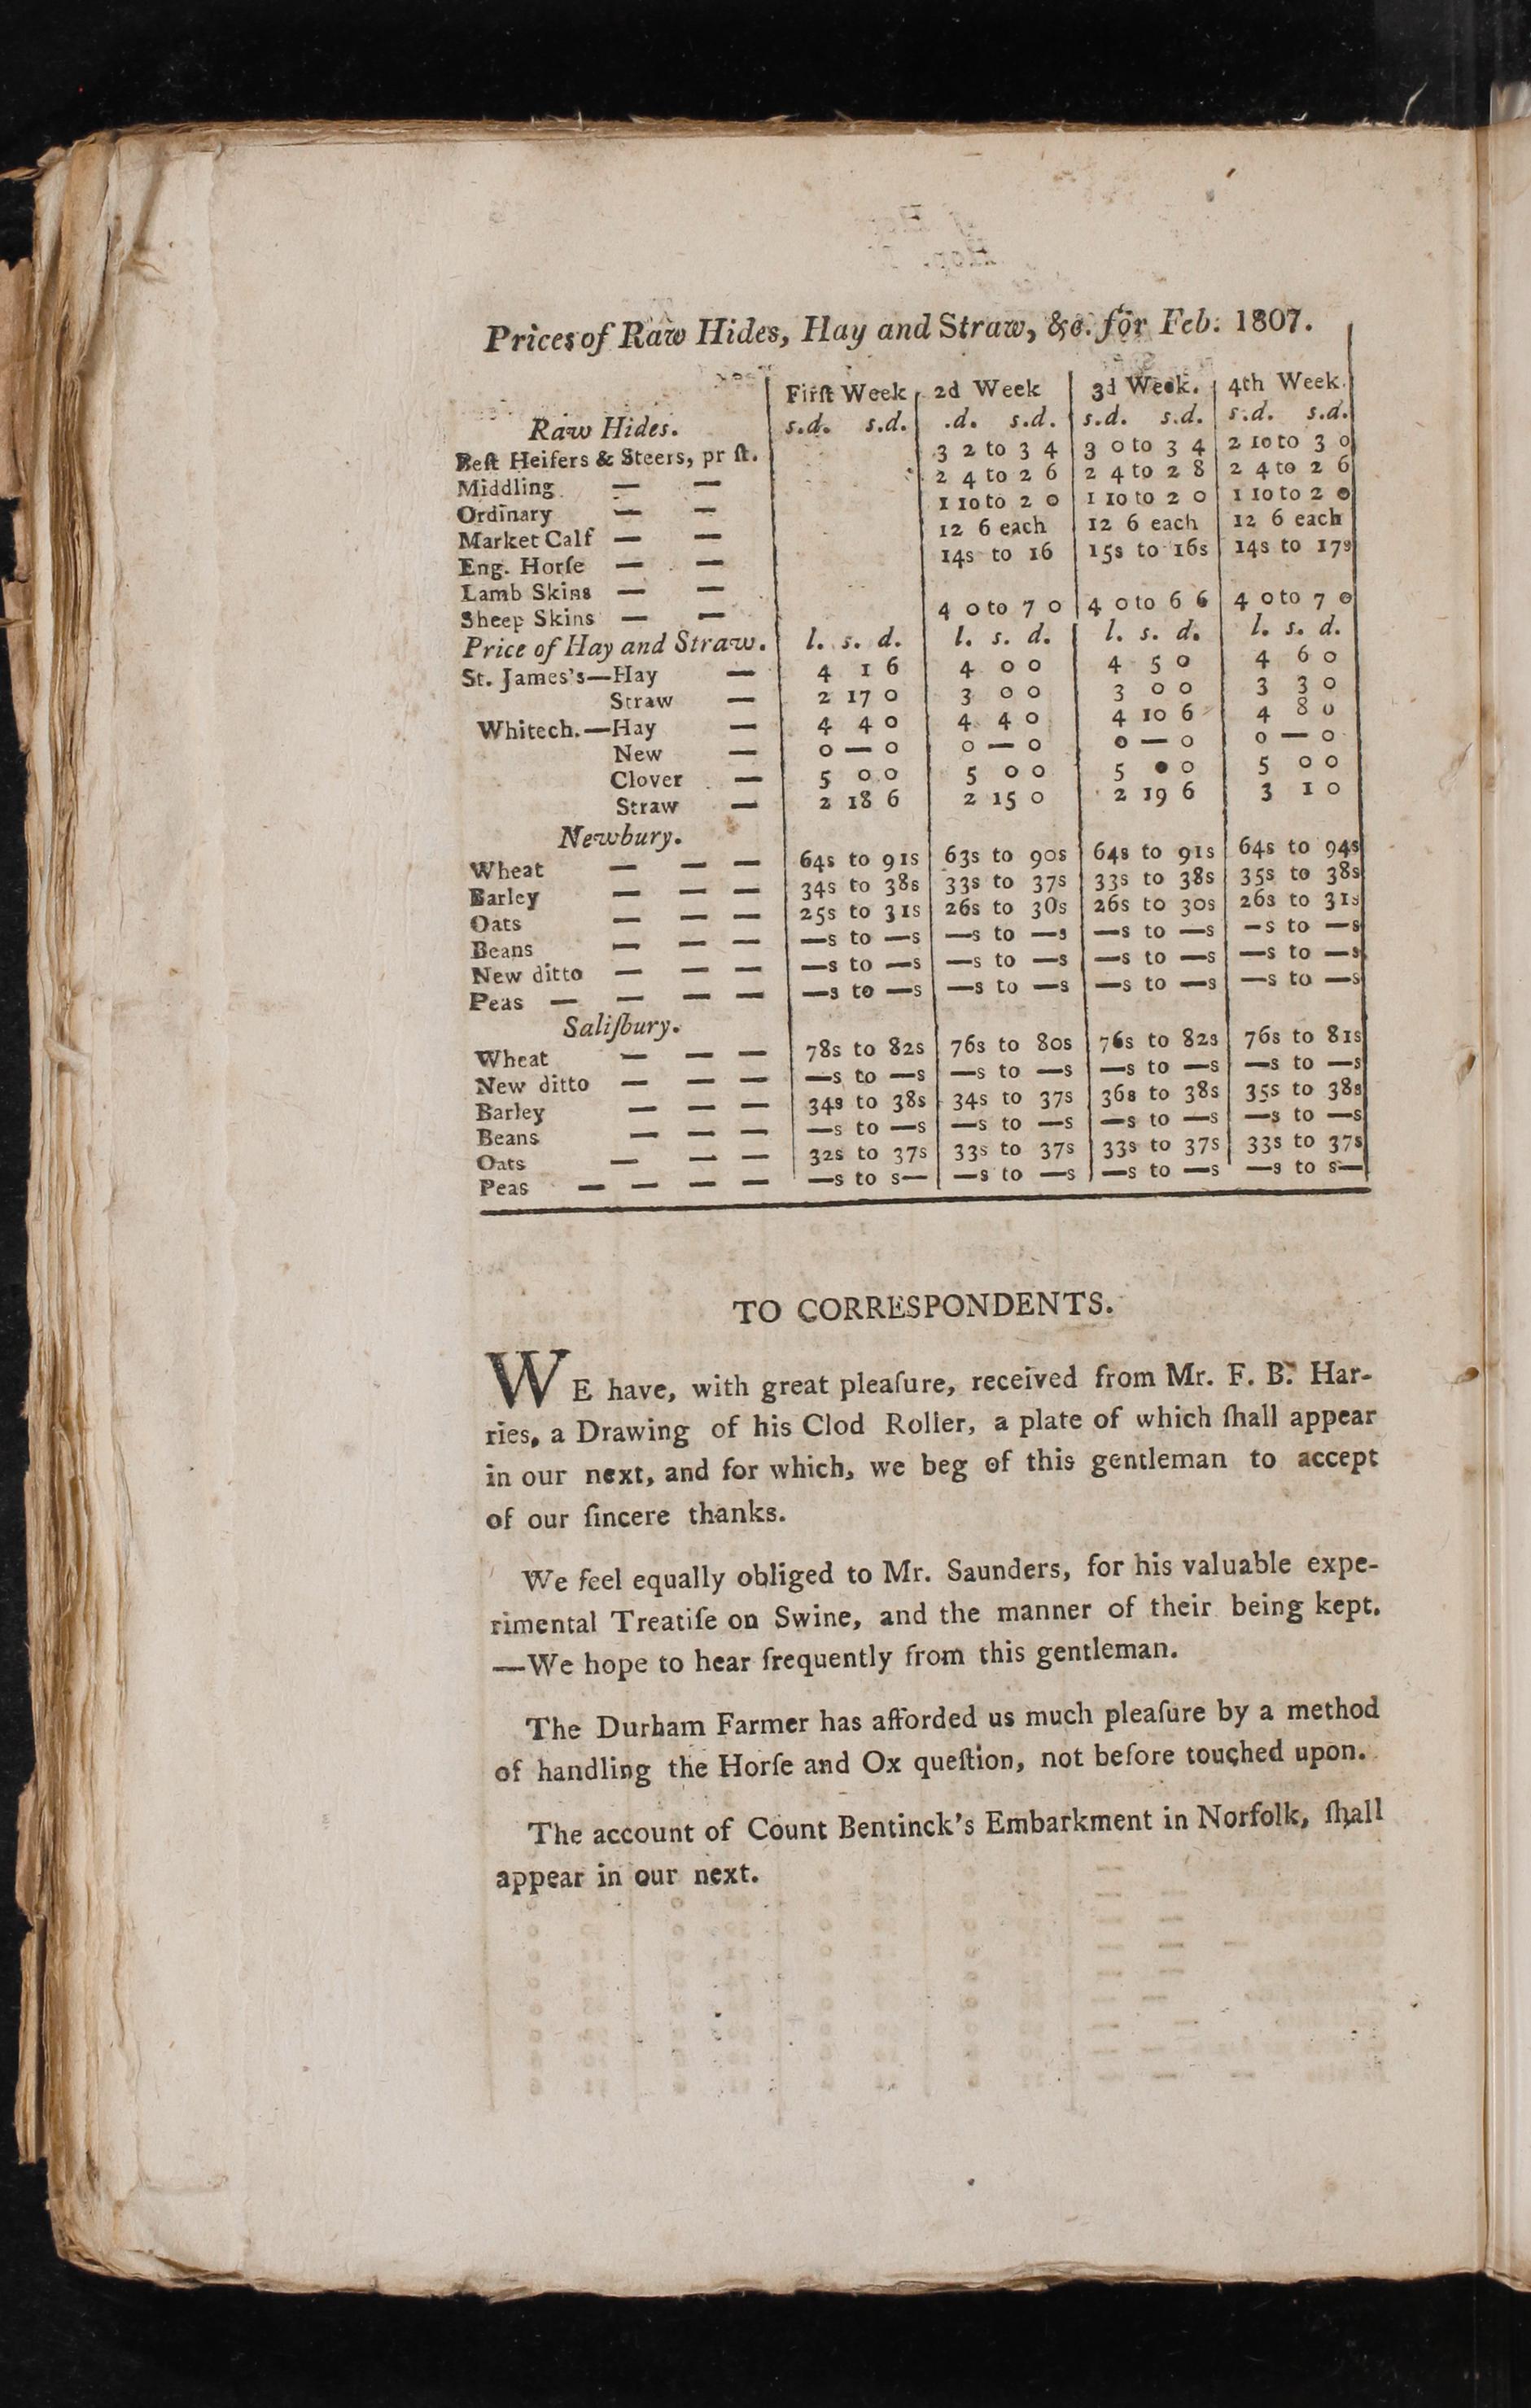 Prices of Raw Hides, Hay and Straw, &c. for Feb. 1807.
Firſt Week 2d Week 3d Week. 4th Week.
Raw Hides. s.d. s.d. .d. s.d. s.d. s.d. s.d. s.d.
Beſt Heifers & Steers, pr ſt. 3 2 to 3 4 3 0 to 3 4 2 10 to 3 0
Middling — — 2 4 to 2 6 2 4 to 2 8 2 4 to 2 6
Ordinary — — 1 10 to 2 0 1 10 to 2 0 1 10 to 2 0
Market Calf — — 12 6 each 12 6 each 12 6 each
Eng. Horſe — — 14s to 16 15s to 16s 14s to 17s
Lamb Skins — —
Sheep Skins — — 4 0 to 7 0 4 0 to 6 6 4 0 to 7 0
Price of Hay and Straw. l. s. d. l. s. d. l. s. d. l. s. d.
St. James's—Hay — 4 1 6 4 0 0 4 5 0 4 6 0
Straw — 2 17 0 3 0 0 3 0 0 3 3 0
Whitech.—Hay — 4 4 0 4 4 0 4 10 6 4 8 0
New — 0 — 0 0 — 0 0 — 0 0 — 0
Clover — 5 0 0 5 0 0 5 0 0 5 0 0
Straw — 2 18 6 2 15 0 2 19 6 3 1 0
Newbury.
Wheat — — — 64s to 91s 63s to 90s 64s to 91s 64s to 94s
Barley — — — 34s to 38s 33s to 37s 33s to 38s 35s to 38s
Oats — — — 25s to 31s 26s to 30s 26s to 30s 26s to 31s
Beans — — — —s to —s —s to —s —s to —s —s to —s
New ditto — — — —s to —s —s to —s —s to —s —s to —s
Peas — — — — —s to —s —s to —s —s to —s —s to —s
Saliſbury.
Wheat — — — 78s to 82s 76s to 80s 76s to 82s 76s to 81s
New ditto — — — —s to —s —s to —s —s to —s —s to —s
Barley — — — 34s to 38s 34s to 37s 36s to 38s 35s to 38s
Beans — — — —s to —s —s to —s —s to —s —s to —s
Oats — — — 32s to 37s 33s to 37s 33s to 37s 33s to 37s
Peas — — — — —s to s— —s to —s —s to —s —s to s—
TO CORRESPONDENTS.
WE have, with great pleaſure, received from Mr. F. B. Har-
ries, a Drawing of his Clod Roller, a plate of which ſhall appear
in our next, and for which, we beg of this gentleman to accept
of our ſincere thanks.
We feel equally obliged to Mr. Saunders, for his valuable expe-
rimental Treatiſe on Swine, and the manner of their being kept.
—We hope to hear frequently from this gentleman.
The Durham Farmer has afforded us much pleaſure by a method
of handling the Horſe and Ox queſtion, not before touched upon.
The account of Count Bentinck's Embarkment in Norfolk, ſhall
appear in our next.